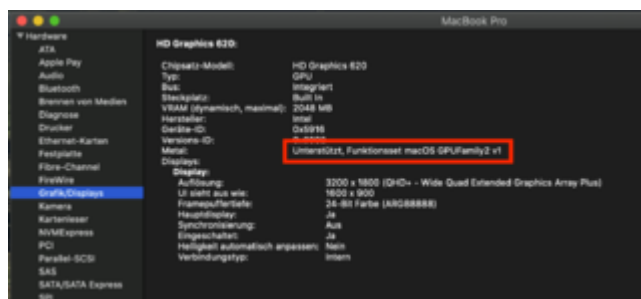 MacBook Pro
Hardware
ATA
Apple Pay
Audio
Bluetooth
Brennen von Medien
Diagnose
Drucker
Ethernet-Karten
Festplatte
Fibre-Channel
FireWire
Grafik/Displays
Kamera
Kartenleser
NVMExpress
PCI
Parallel-SCSI
SAS
SATA/SATA Express
SPI
HD Graphics 620:
Chipsatz-Modell: HD Graphics 620
Typ: GPU
Bus: Integriert
Steckplatz: Built In
VRAM (dynamisch, maximal): 2048 MB
Hersteller: Intel
Geräte-ID: 0x5916
Versions-ID:
Metal: Unterstützt, Funktionsset macOS GPUFamily2 v1
Displays:
Display:
Auflösung: 3200 x 1800 (QHD+ - Wide Quad Extended Graphics Array Plus)
UI sieht aus wie: 1600 x 900
Framepuffertiefe: 24-Bit Farbe (ARGB8888)
Hauptdisplay: Ja
Synchronisierung: Aus
Eingeschaltet: Ja
Helligkeit automatisch anpassen: Nein
Verbindungstyp: Intern